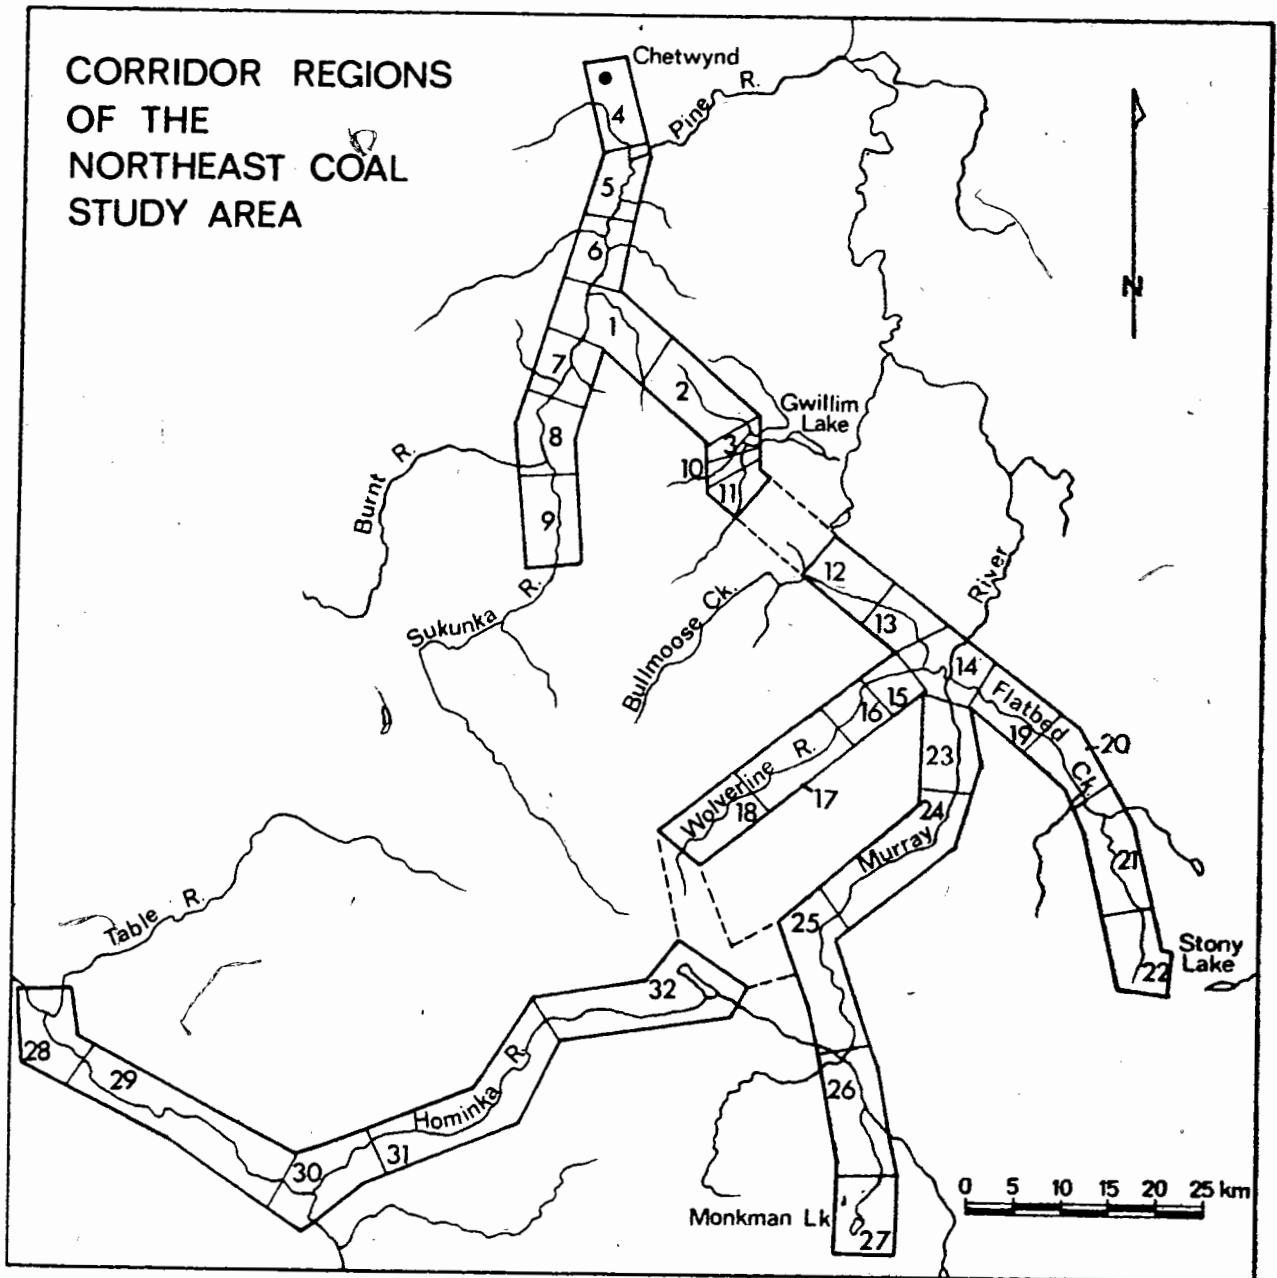 CORRIDOR REGIONS
OF THE
NORTHEAST COAL
STUDY AREA
Chetwynd
Pine R.
4
5
6
N
1
7
2
Gwillim
Lake
8
3
10
11
Burnt R.
9
12
River
13
Sukunka R.
Bullmoose Ck.
14
15
16
Flatbed
Ck.
19
20
Wolverine R.
17
18
23
24
Murray
21
25
Table R.
22
Stony
Lake
32
28
29
Hominka R.
26
30
31
0 5 10 15 20 25 km
Monkman Lk
27